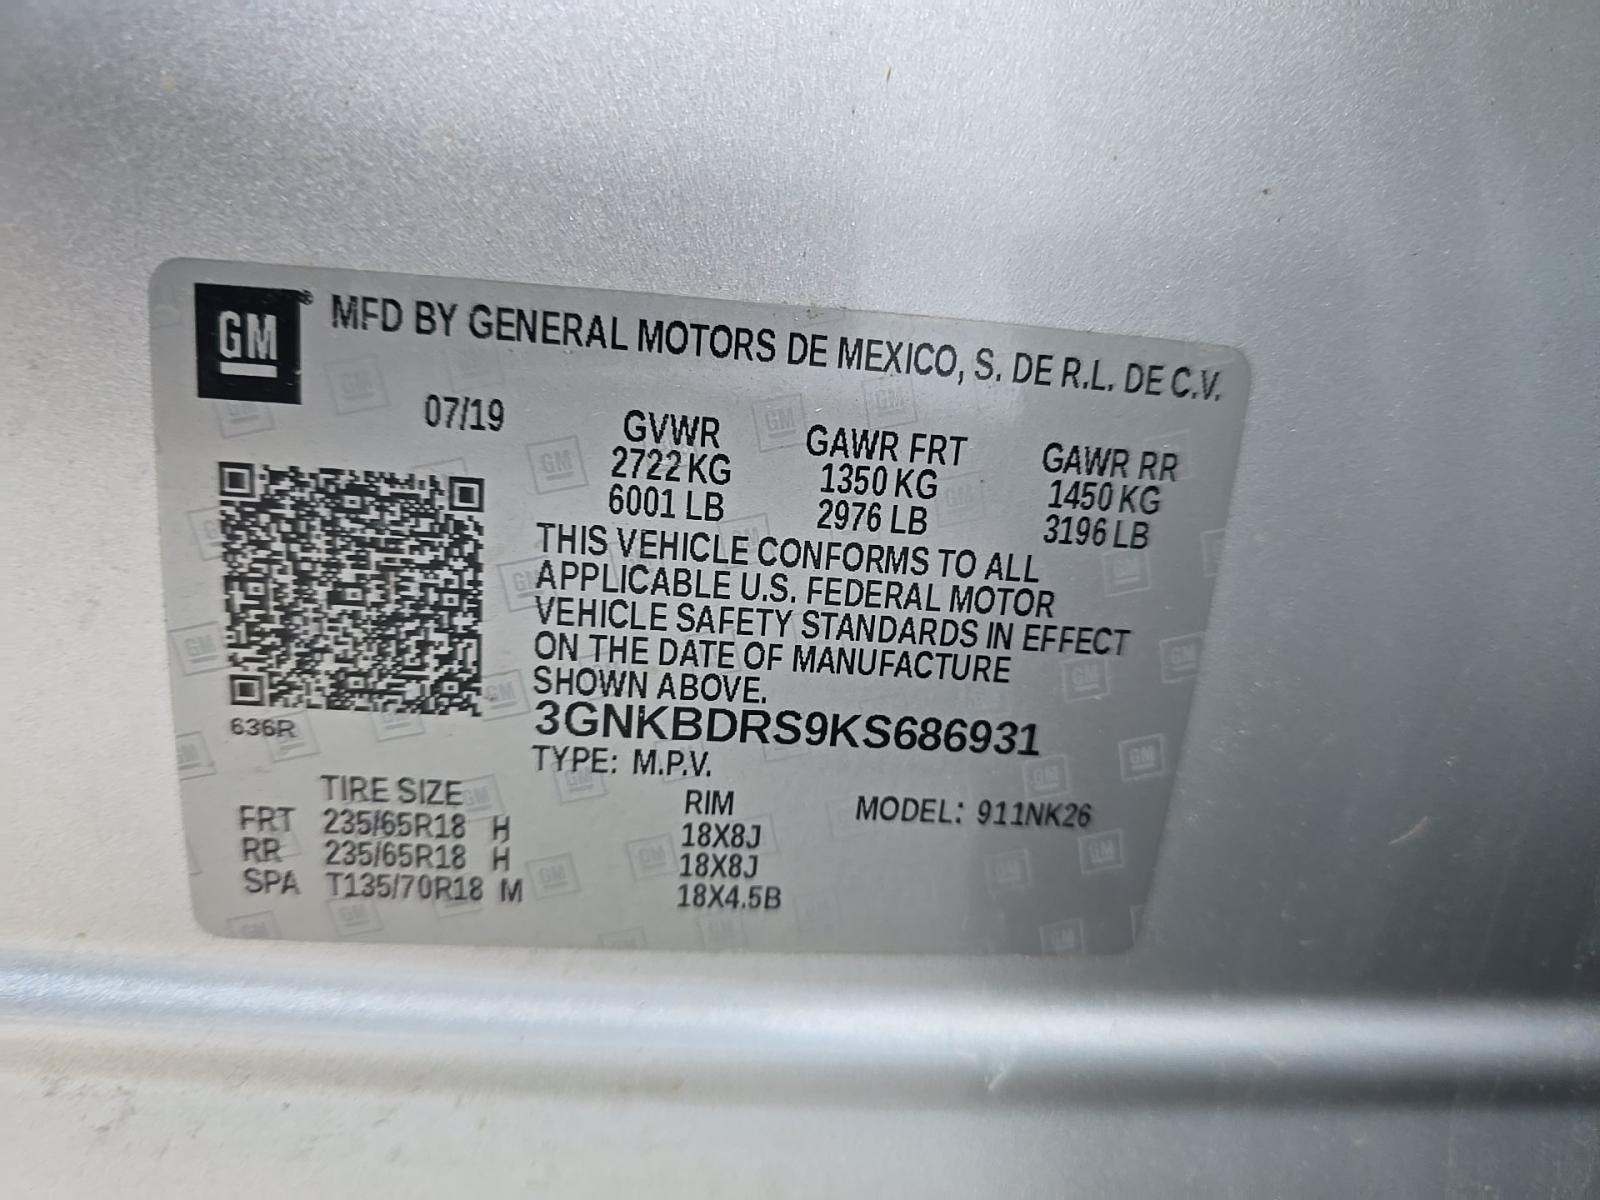 GM® MFD BY GENERAL MOTORS DE MEXICO, S. DE R.L. DE C.V.
07/19
GVWR GAWR FRT GAWR RR
2722 KG 1350 KG 1450 KG
6001 LB 2976 LB 3196 LB
THIS VEHICLE CONFORMS TO ALL
APPLICABLE U.S. FEDERAL MOTOR
VEHICLE SAFETY STANDARDS IN EFFECT
ON THE DATE OF MANUFACTURE
SHOWN ABOVE.
3GNKBDRS9KS686931
636R
TYPE: M.P.V.
TIRE SIZE RIM MODEL: 911NK26
FRT 235/65R18 H 18X8J
RR 235/65R18 H 18X8J
SPA T135/70R18 M 18X4.5B